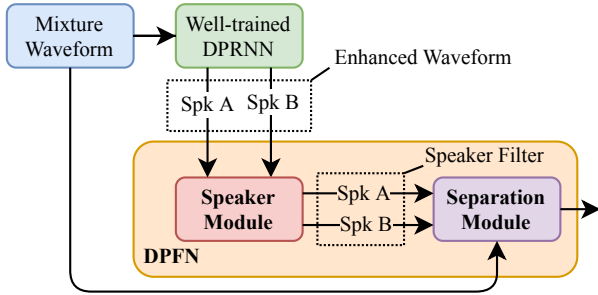 Mixture
Waveform
Well-trained
DPRNN
Enhanced Waveform
Spk A
Spk B
Speaker Filter
Speaker
Module
Spk A
Spk B
Separation
Module
DPFN